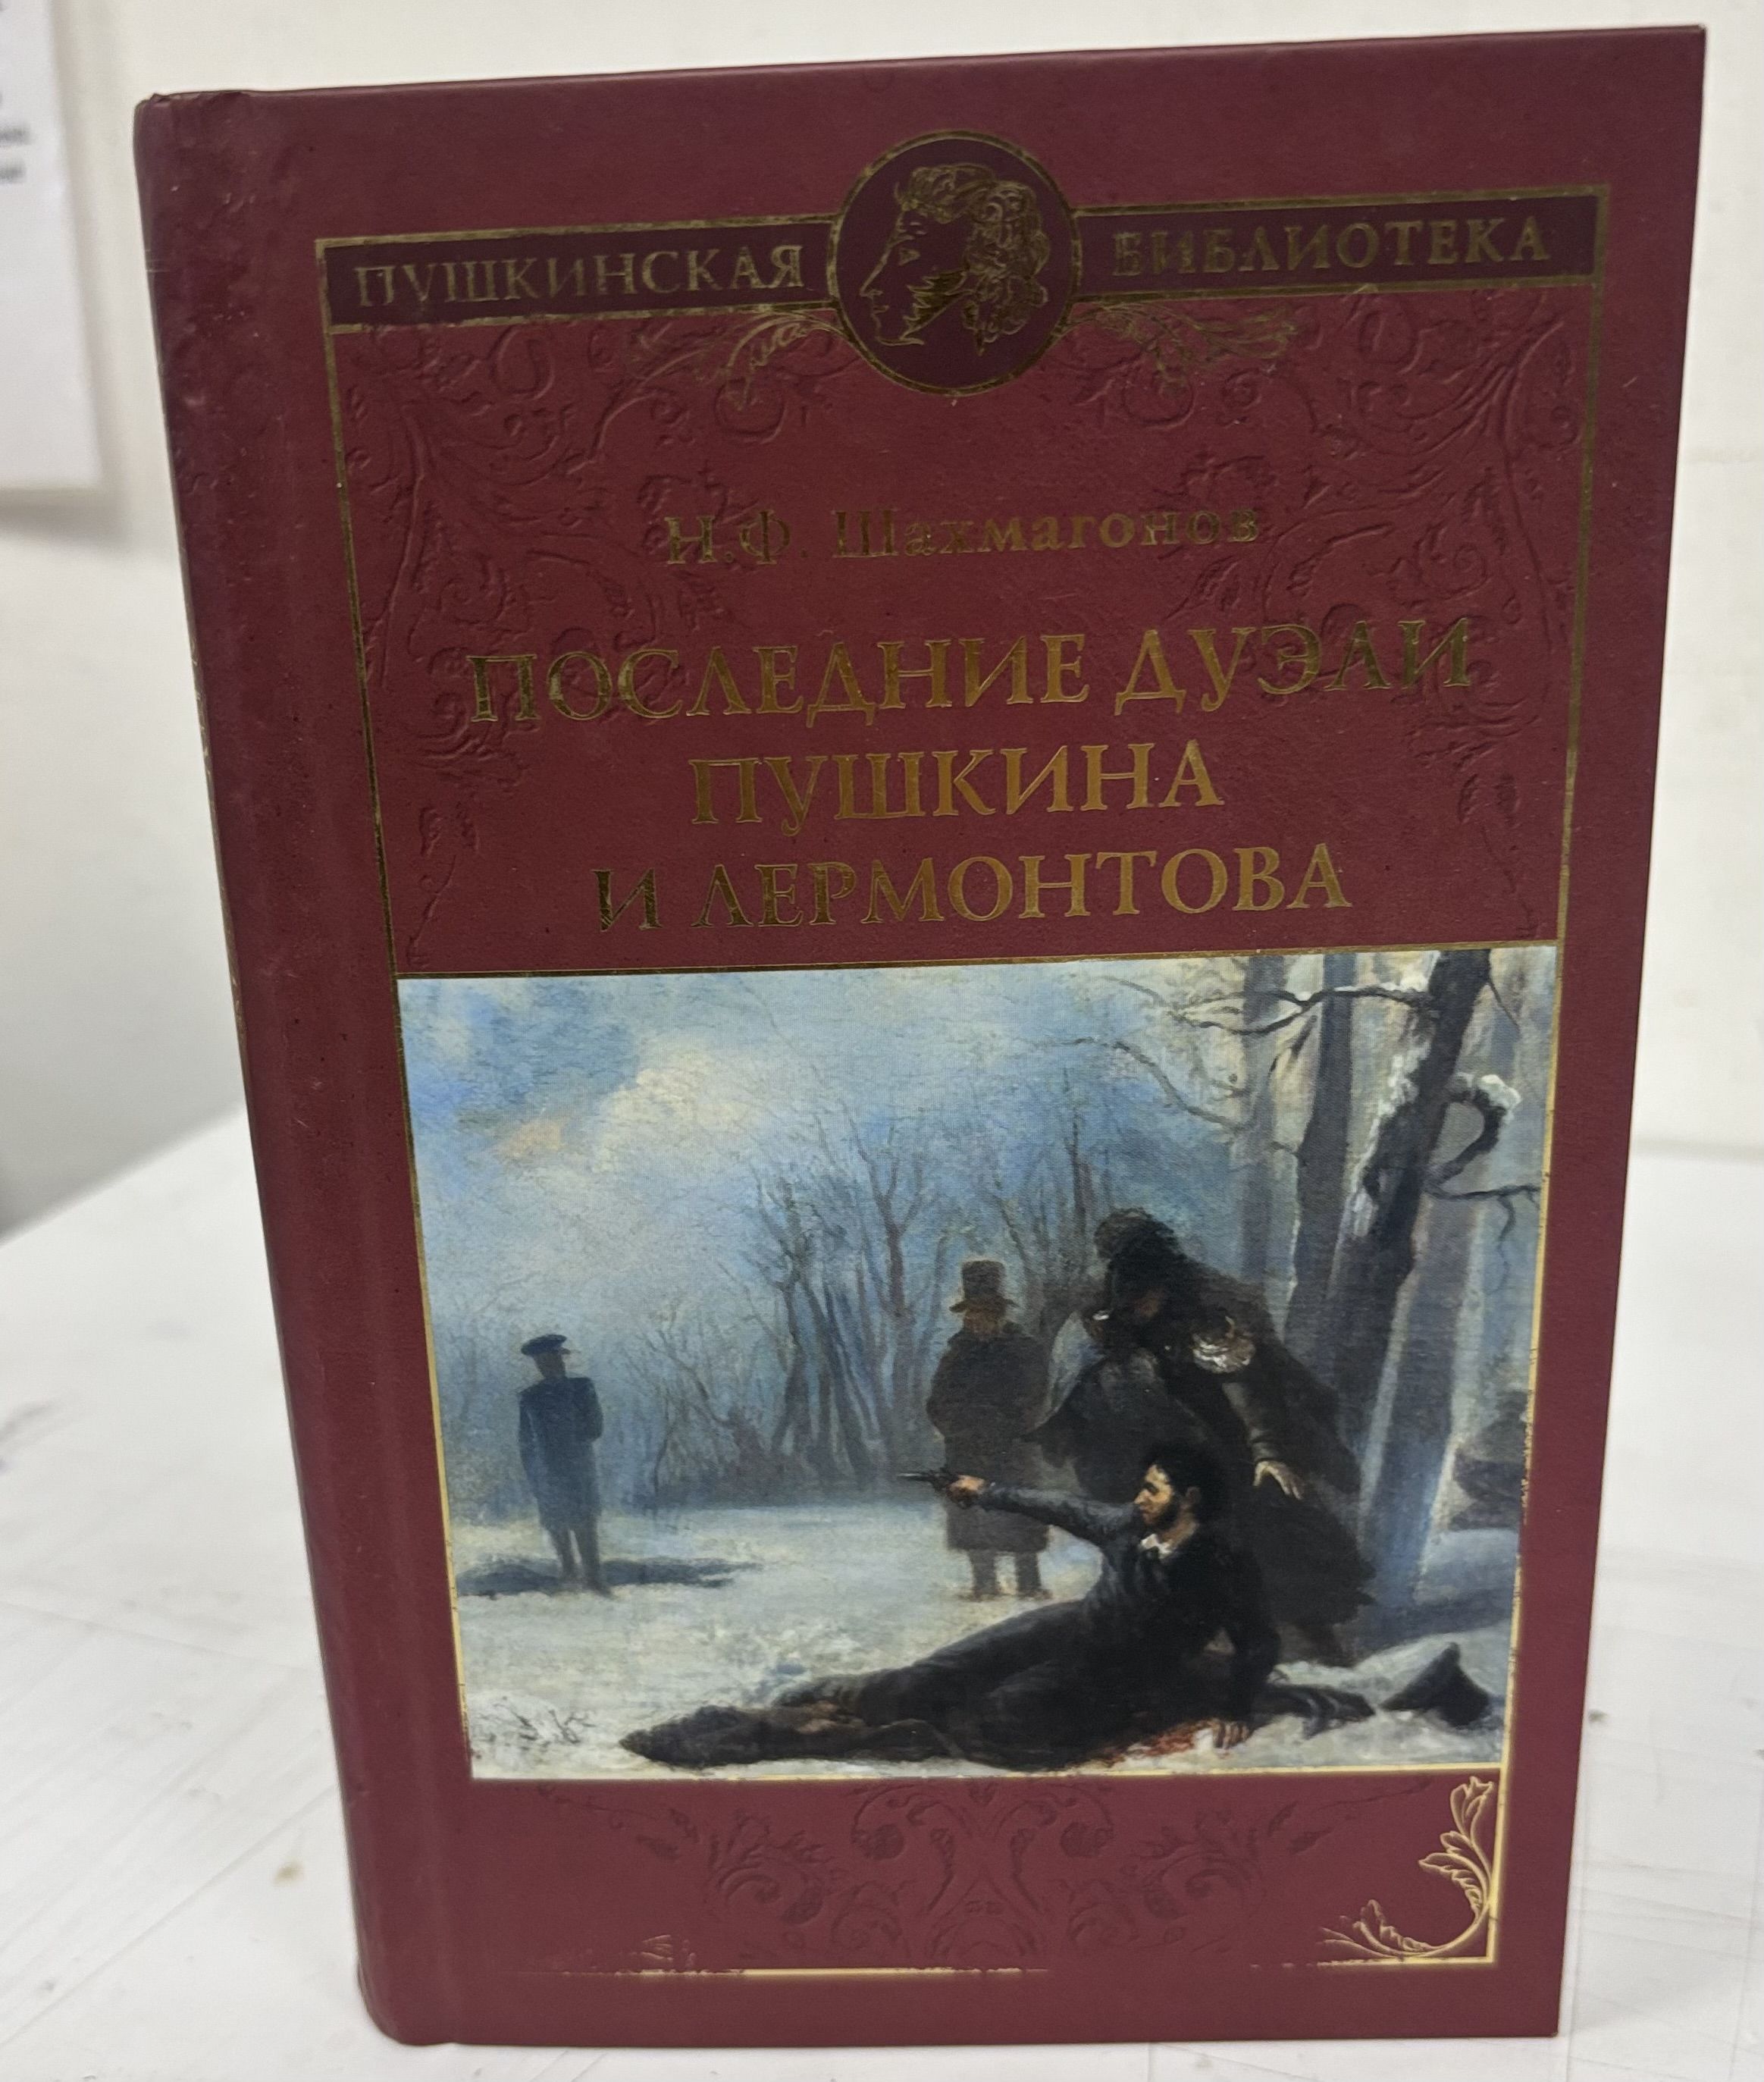 ПУШКИНСКАЯ БИБЛИОТЕКА
Н.Ф. Шахмагонов
ПОСЛЕДНИЕ ДУЭЛИ
ПУШКИНА
И ЛЕРМОНТОВА